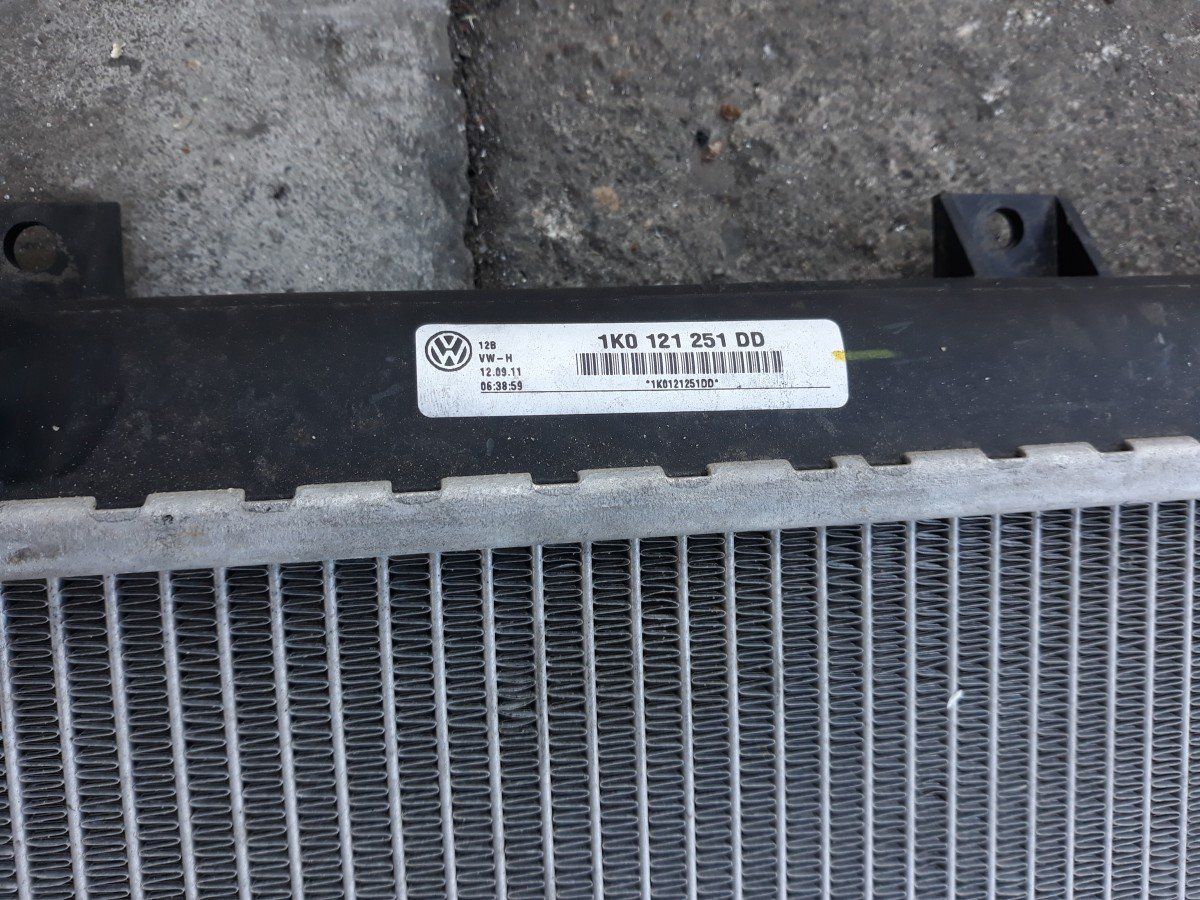 12B
VW-H
12.09.11
06:38:59
1K0 121 251 DD
*1K0121251DD*